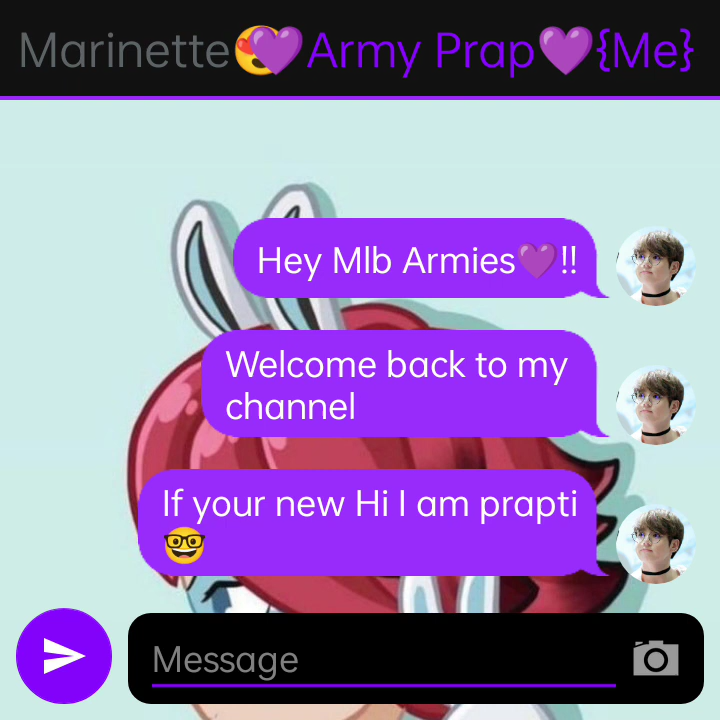 Marinette😍💜Army Prap💜{Me}
Hey Mlb Armies💜!!
Welcome back to my
channel
If your new Hi I am prapti
🤓
Message